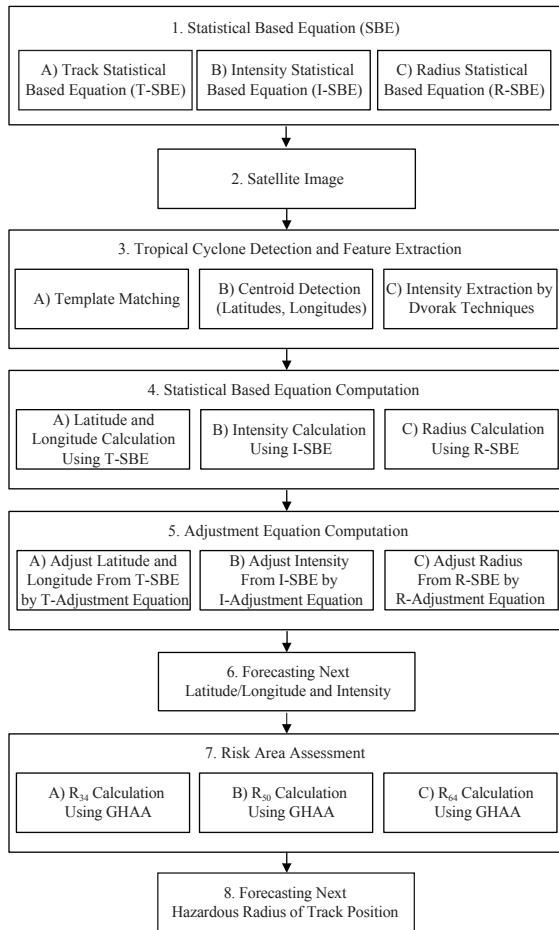 1. Statistical Based Equation (SBE)
A) Track Statistical
Based Equation (T-SBE)
B) Intensity Statistical
Based Equation (I-SBE)
C) Radius Statistical
Based Equation (R-SBE)
2. Satellite Image
3. Tropical Cyclone Detection and Feature Extraction
A) Template Matching
B) Centroid Detection
(Latitudes, Longitudes)
C) Intensity Extraction by
Dvorak Techniques
4. Statistical Based Equation Computation
A) Latitude and
Longitude Calculation
Using T-SBE
B) Intensity Calculation
Using I-SBE
C) Radius Calculation
Using R-SBE
5. Adjustment Equation Computation
A) Adjust Latitude and
Longitude From T-SBE
by T-Adjustment Equation
B) Adjust Intensity
From I-SBE by
I-Adjustment Equation
C) Adjust Radius
From R-SBE by
R-Adjustment Equation
6. Forecasting Next
Latitude/Longitude and Intensity
7. Risk Area Assessment
A) R34 Calculation
Using GHAA
B) R50 Calculation
Using GHAA
C) R64 Calculation
Using GHAA
8. Forecasting Next
Hazardous Radius of Track Position